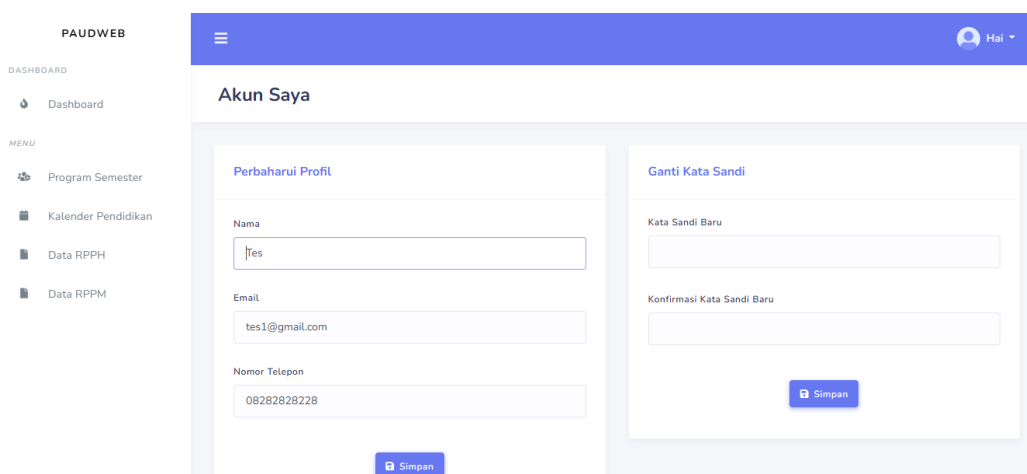 PAUDWEB
DASHBOARD
Dashboard
MENU
Program Semester
Kalender Pendidikan
Data RPPH
Data RPPM
Hai
Akun Saya
Perbaharui Profil
Nama
Tes
Email
tes1@gmail.com
Nomor Telepon
08282828228
Simpan
Ganti Kata Sandi
Kata Sandi Baru
Konfirmasi Kata Sandi Baru
Simpan